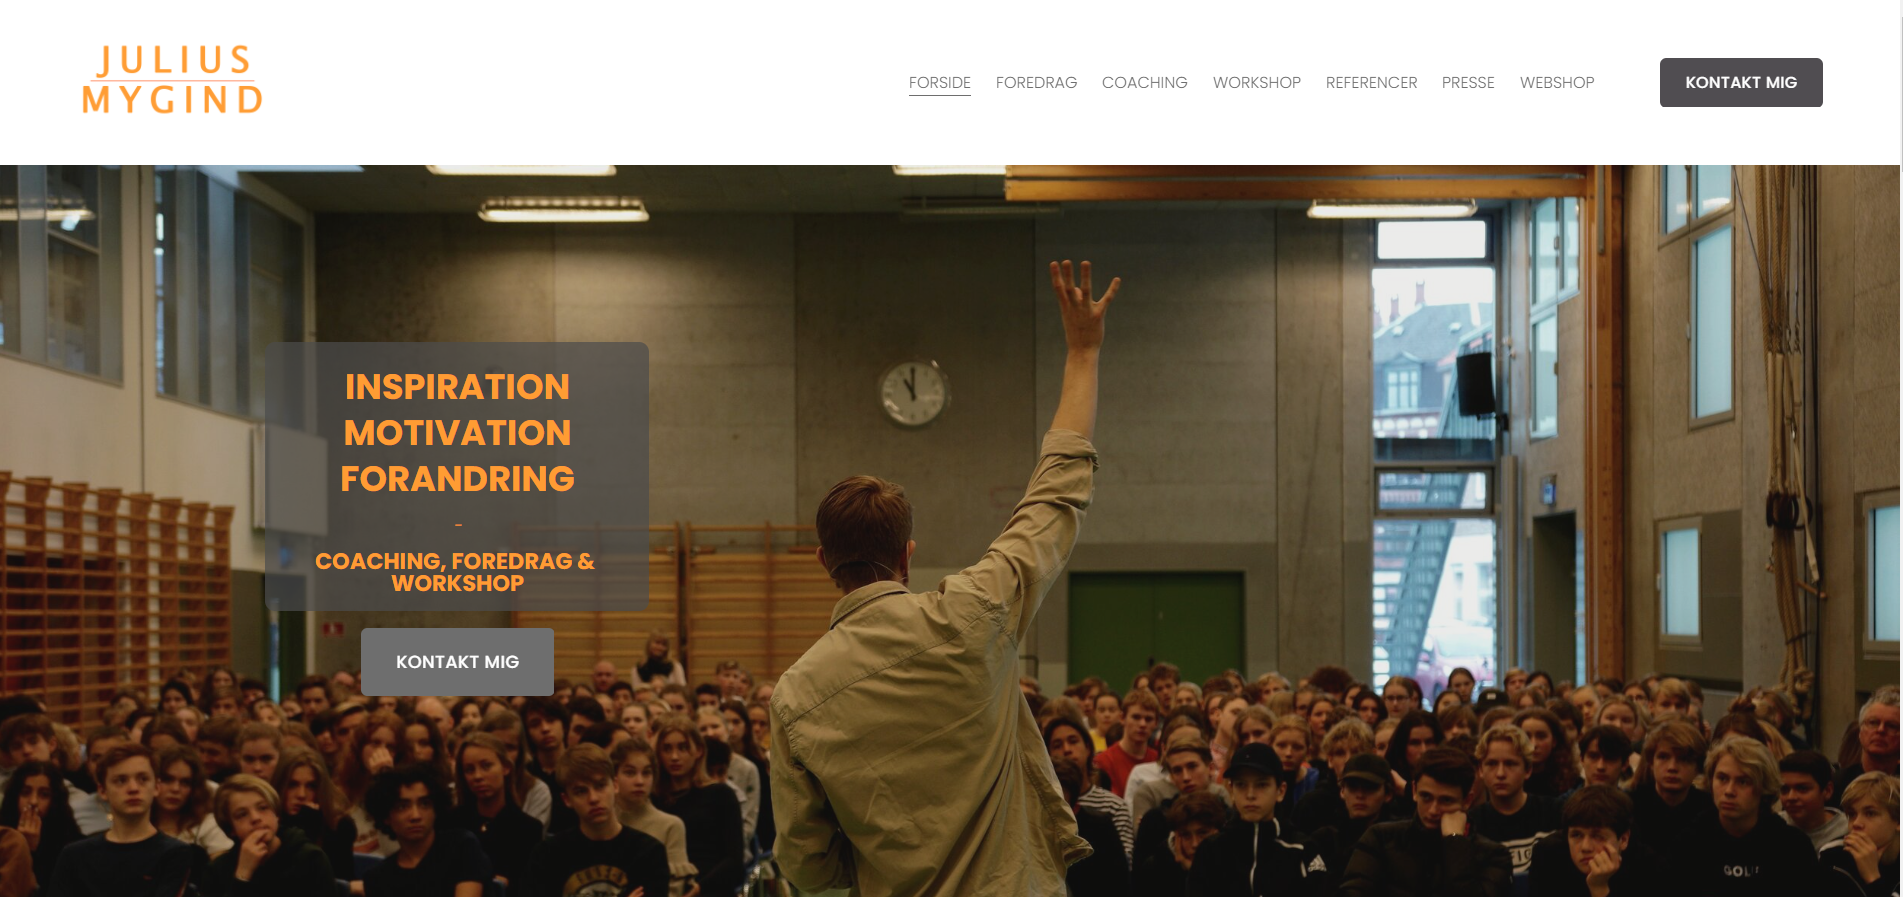 JULIUS
MYGIND
FORSIDE FOREDRAG COACHING WORKSHOP REFERENCER PRESSE WEBSHOP KONTAKT MIG
INSPIRATION
MOTIVATION
FORANDRING
-
COACHING, FOREDRAG &
WORKSHOP
KONTAKT MIG